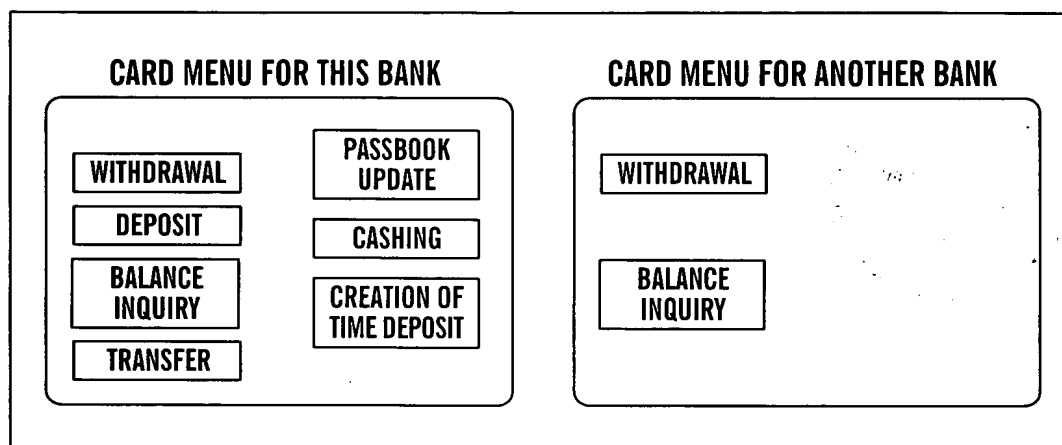 CARD MENU FOR THIS BANK
WITHDRAWAL
DEPOSIT
BALANCE
INQUIRY
TRANSFER
PASSBOOK
UPDATE
CASHING
CREATION OF
TIME DEPOSIT
CARD MENU FOR ANOTHER BANK
WITHDRAWAL
BALANCE
INQUIRY